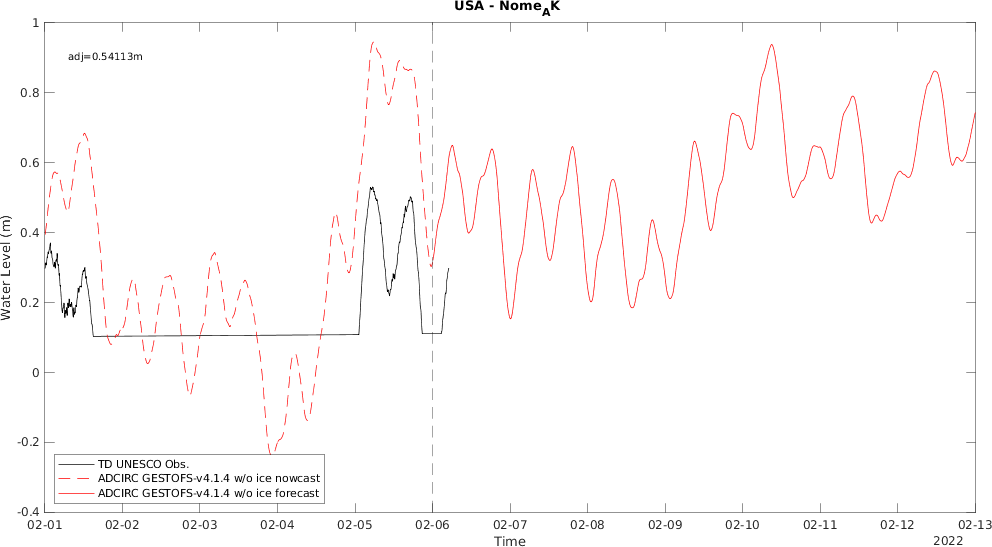 USA - Nome_AK
adj=0.54113m
1
0.8
0.6
0.4
0.2
0
-0.2
-0.4
Water Level (m)
TD UNESCO Obs.
ADCIRC GESTOFS-v4.1.4 w/o ice nowcast
ADCIRC GESTOFS-v4.1.4 w/o ice forecast
02-01 02-02 02-03 02-04 02-05 02-06 02-07 02-08 02-09 02-10 02-11 02-12 02-13
Time
2022